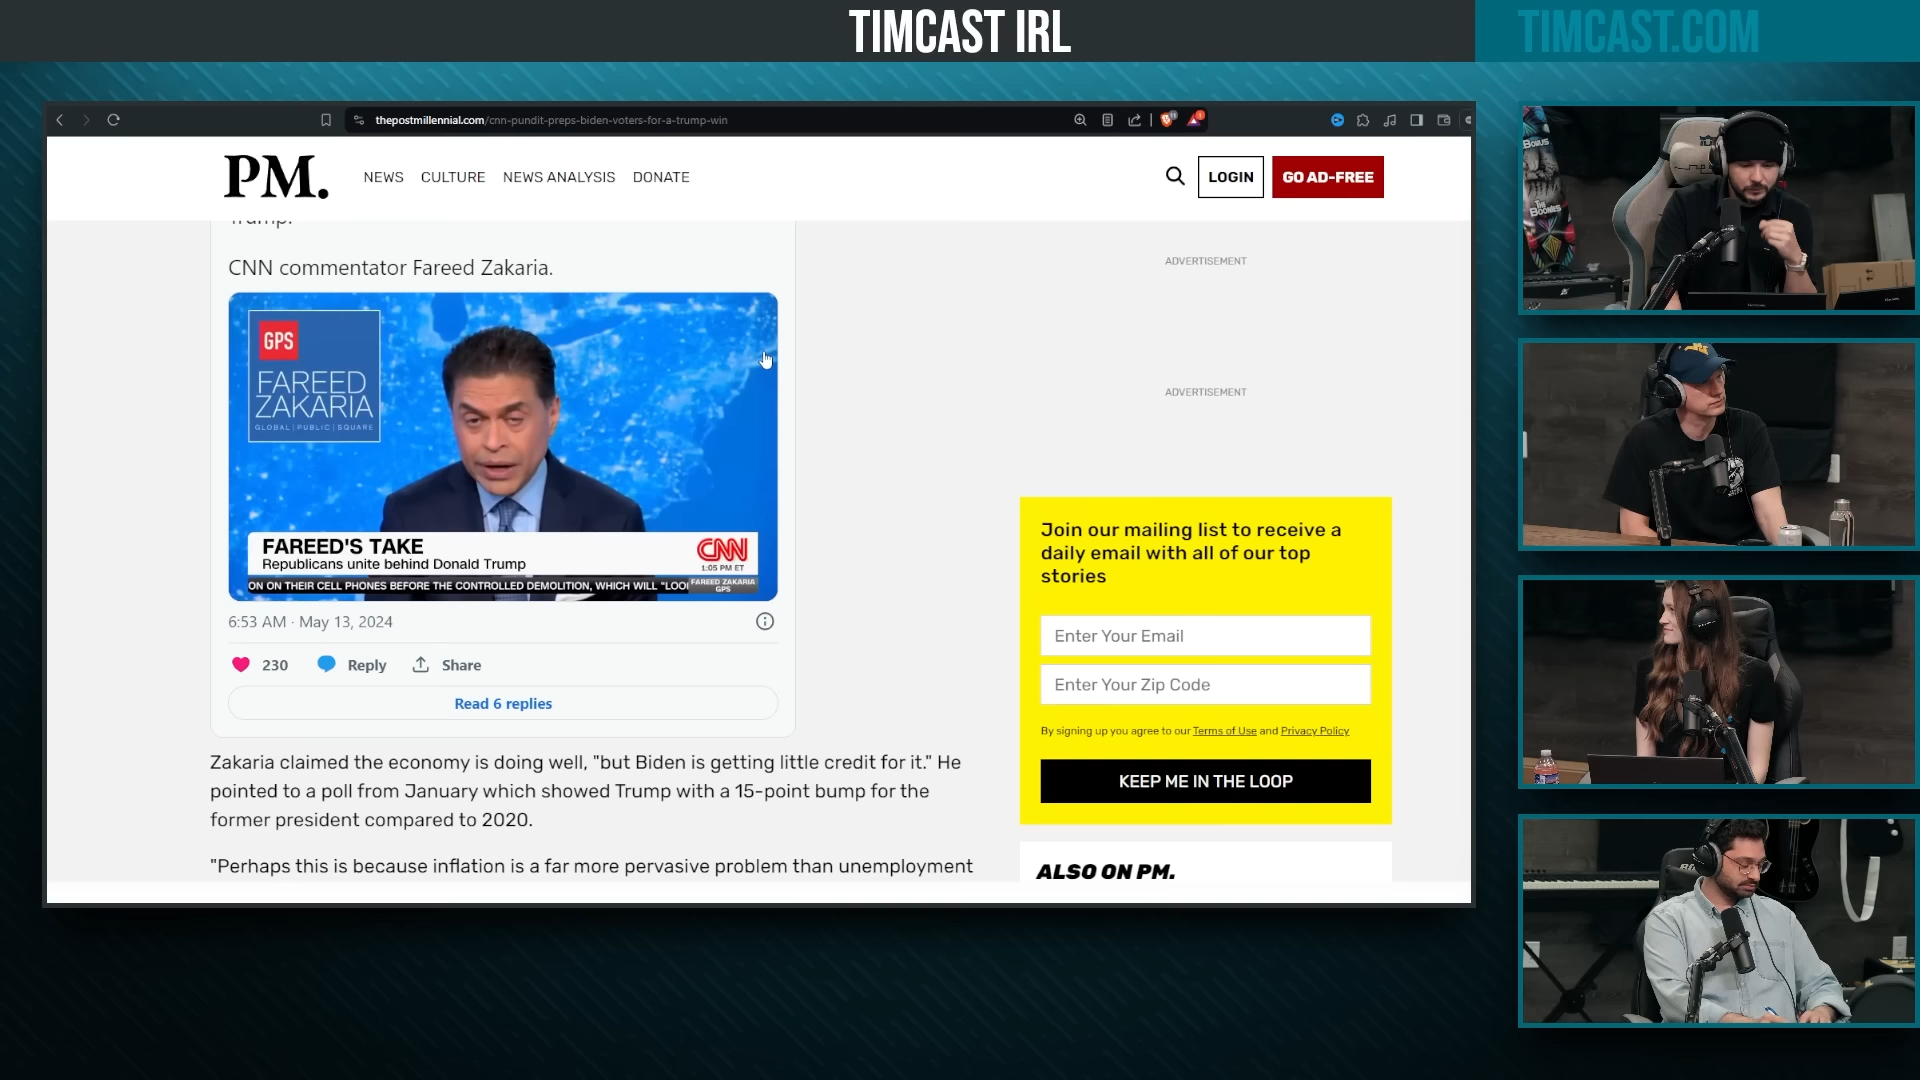 TIMCAST IRL
TIMCAST.COM
thepostmillennial.com/cnn-pundit-preps-biden-voters-for-a-trump-win
PM.
NEWS
CULTURE
NEWS ANALYSIS
DONATE
LOGIN
GO AD-FREE
Trump.
CNN commentator Fareed Zakaria.
GPS
FAREED
ZAKARIA
GLOBAL | PUBLIC | SQUARE
FAREED'S TAKE
Republicans unite behind Donald Trump
CNN
1:05 PM ET
ON ON THEIR CELL PHONES BEFORE THE CONTROLLED DEMOLITION, WHICH WILL "LOOK
FAREED ZAKARIA
GPS
6:53 AM · May 13, 2024
230
Reply
Share
Read 6 replies
Zakaria claimed the economy is doing well, "but Biden is getting little credit for it." He
pointed to a poll from January which showed Trump with a 15-point bump for the
former president compared to 2020.
"Perhaps this is because inflation is a far more pervasive problem than unemployment
ADVERTISEMENT
ADVERTISEMENT
Join our mailing list to receive a
daily email with all of our top
stories
Enter Your Email
Enter Your Zip Code
By signing up you agree to our Terms of Use and Privacy Policy
KEEP ME IN THE LOOP
ALSO ON PM.
BONUS
THE
BOONIES